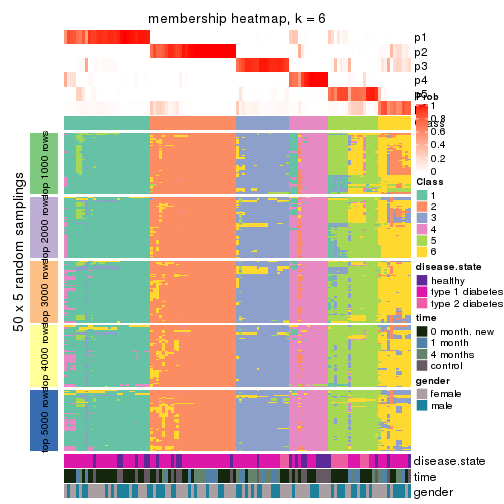 membership heatmap, k = 6
p1
p2
p3
p4
p5
Prob
1
0.8
0.6
0.4
0.2
0
Class
Class
1
2
3
4
5
6
disease.state
healthy
type 1 diabetes
type 2 diabetes
time
0 month. new
1 month
4 months
control
gender
female
male
50 x 5 random samplings
top 1000 rows
top 2000 rows
top 3000 rows
top 4000 rows
top 5000 rows
disease.state
time
gender